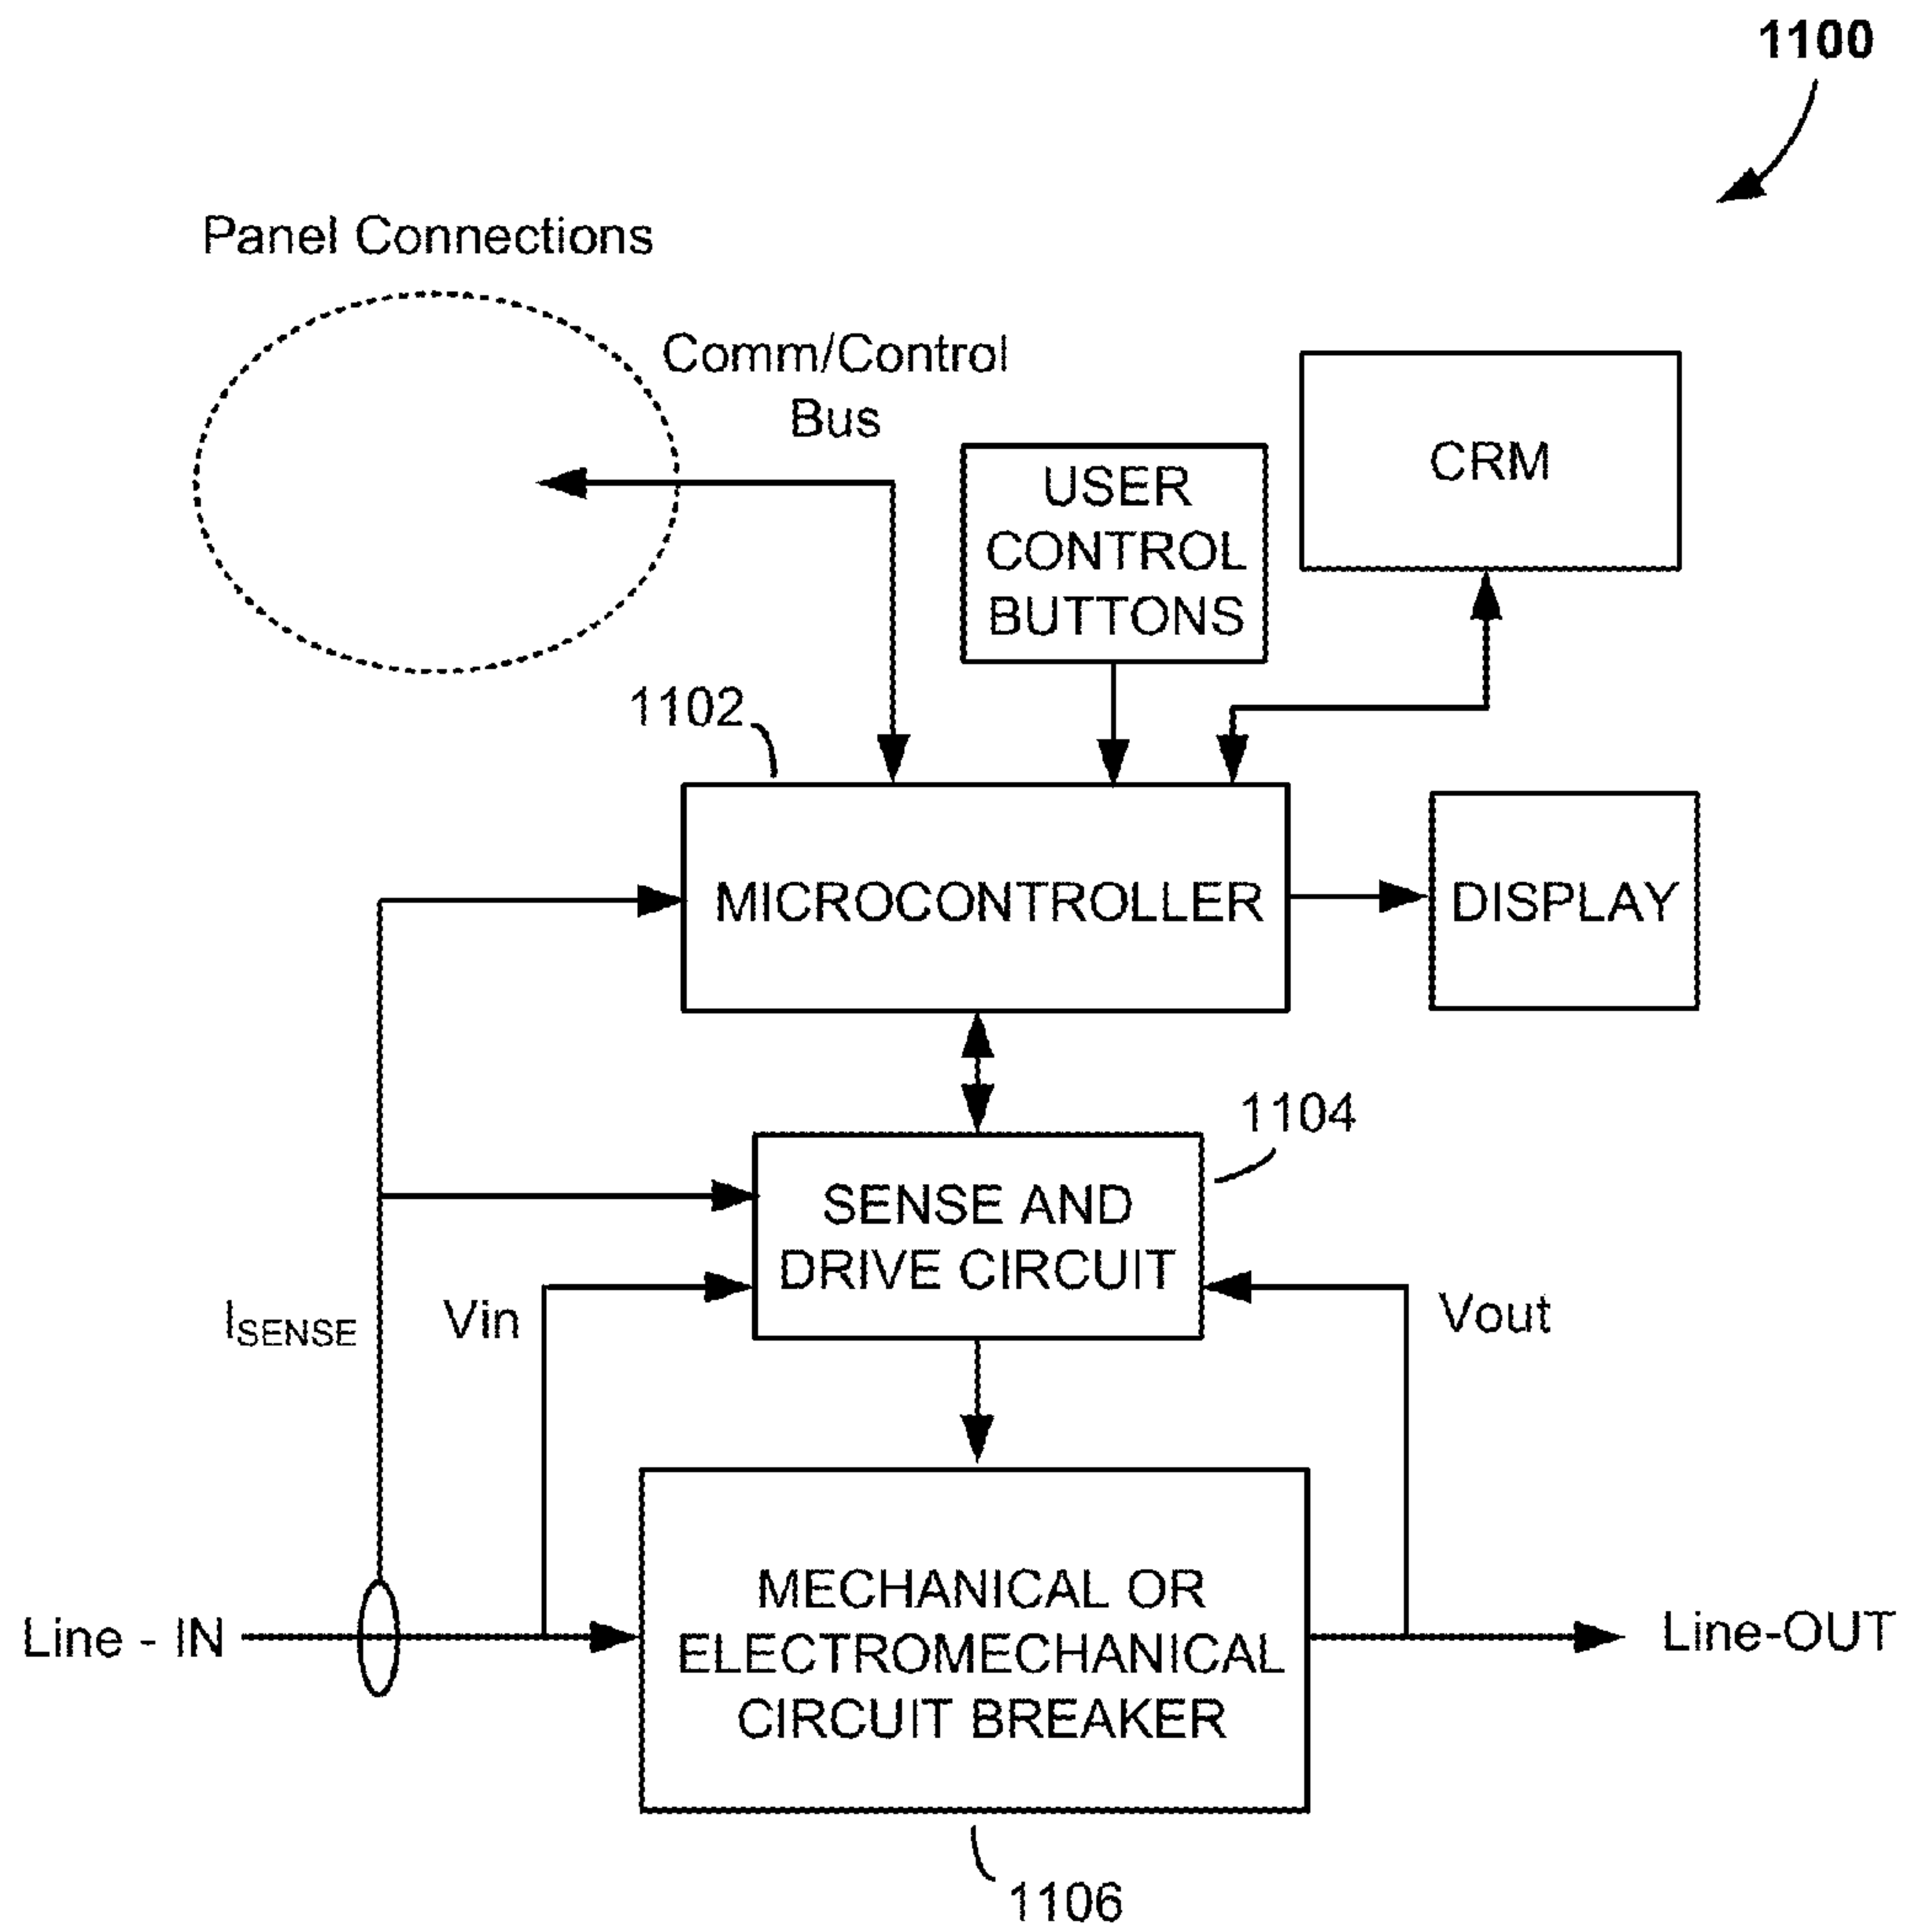 1100
Panel Connections
Comm/Control
Bus
USER
CONTROL
BUTTONS
CRM
1102
MICROCONTROLLER
DISPLAY
1104
SENSE AND
DRIVE CIRCUIT
ISENSE
Vin
Vout
Line - IN
MECHANICAL OR
ELECTROMECHANICAL
CIRCUIT BREAKER
Line-OUT
1106